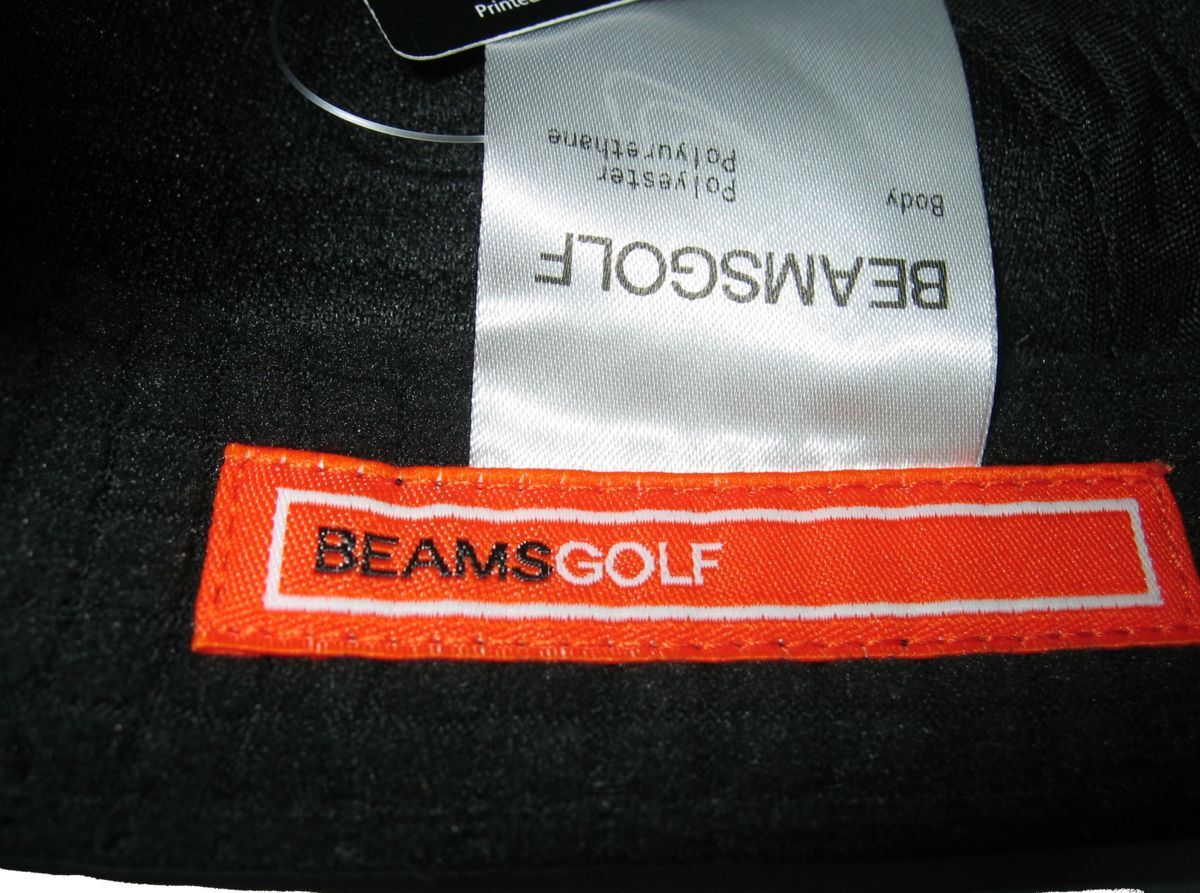 Printed
BEAMSGOLF
Body
Polyester
Polyurethane
BEAMSGOLF